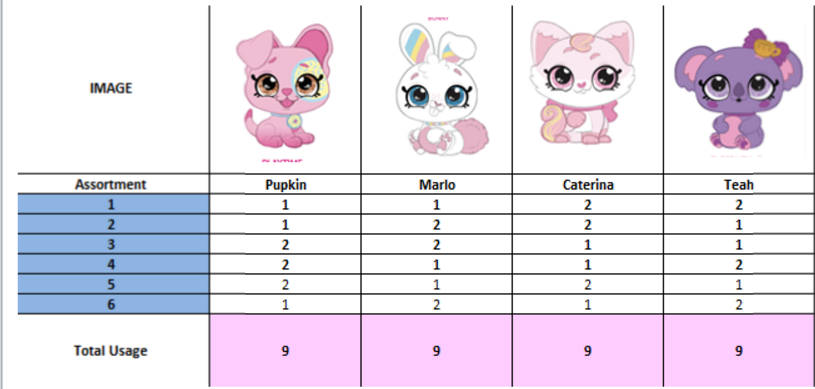 IMAGE
Assortment Pupkin Marlo Caterina Teah
1 1 1 2 2
2 1 2 2 1
3 2 2 1 1
4 2 1 1 2
5 2 1 2 1
6 1 2 1 2
Total Usage 9 9 9 9